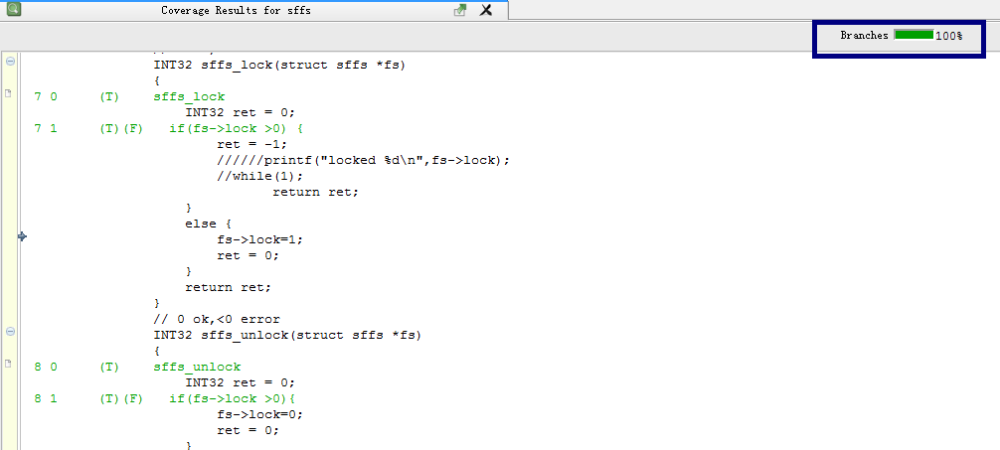 Coverage Results for sffs
Branches 100%
INT32 sffs_lock(struct sffs *fs)
{
7 0 (T) sffs_lock
INT32 ret = 0;
7 1 (T)(F) if(fs->lock >0) {
ret = -1;
//////printf("locked %d\n",fs->lock);
//while(1);
return ret;
}
else {
fs->lock=1;
ret = 0;
}
return ret;
}
// 0 ok,<0 error
INT32 sffs_unlock(struct sffs *fs)
{
8 0 (T) sffs_unlock
INT32 ret = 0;
8 1 (T)(F) if(fs->lock >0){
fs->lock=0;
ret = 0;
}